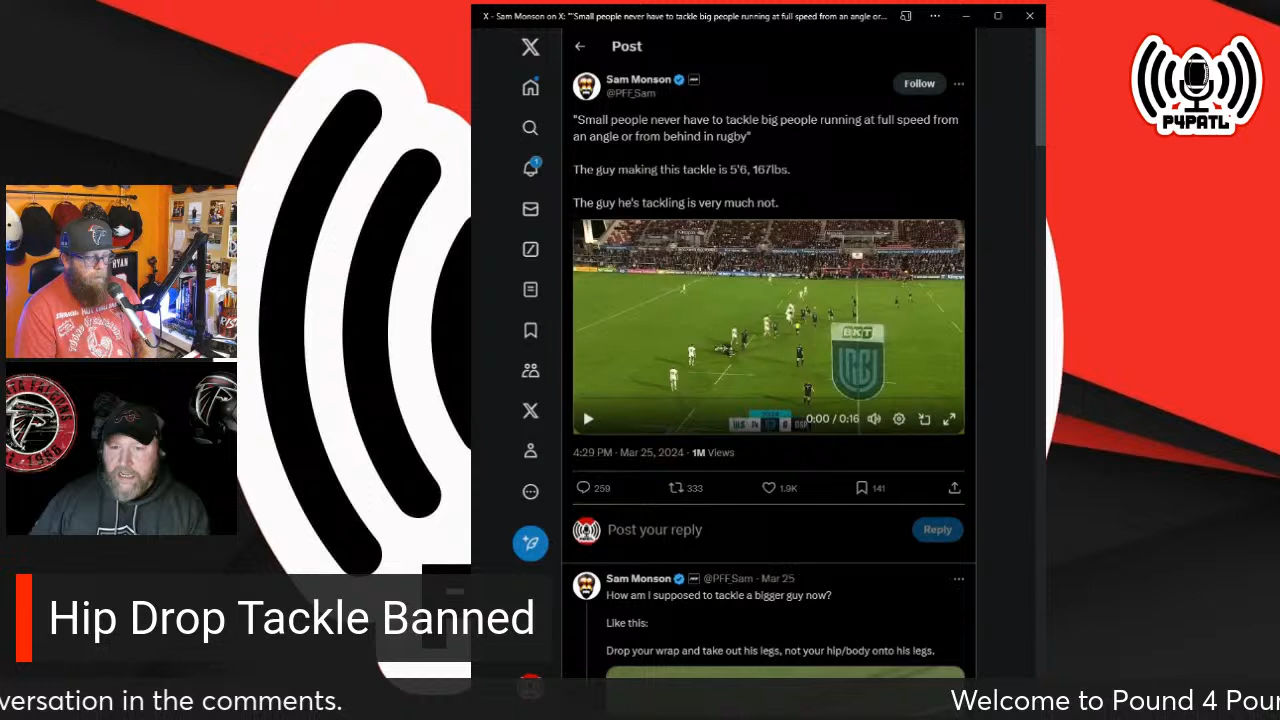 X - Sam Monson on X: ""Small people never have to tackle big people running at full speed from an angle or...
Post
Sam Monson
@PFF_Sam
Follow
"Small people never have to tackle big people running at full speed from
an angle or from behind in rugby"
The guy making this tackle is 5'6, 167lbs.
The guy he's tackling is very much not.
BKT
URC
0:00 / 0:16
4:29 PM · Mar 25, 2024 · 1M Views
259
333
1.9K
141
Post your reply
Reply
Sam Monson @PFF_Sam · Mar 25
How am I supposed to tackle a bigger guy now?
Like this:
Drop your wrap and take out his legs, not your hip/body onto his legs.
1
P4PATL
RYAN
Hip Drop Tackle Banned
versation in the comments.
Welcome to Pound 4 Poun